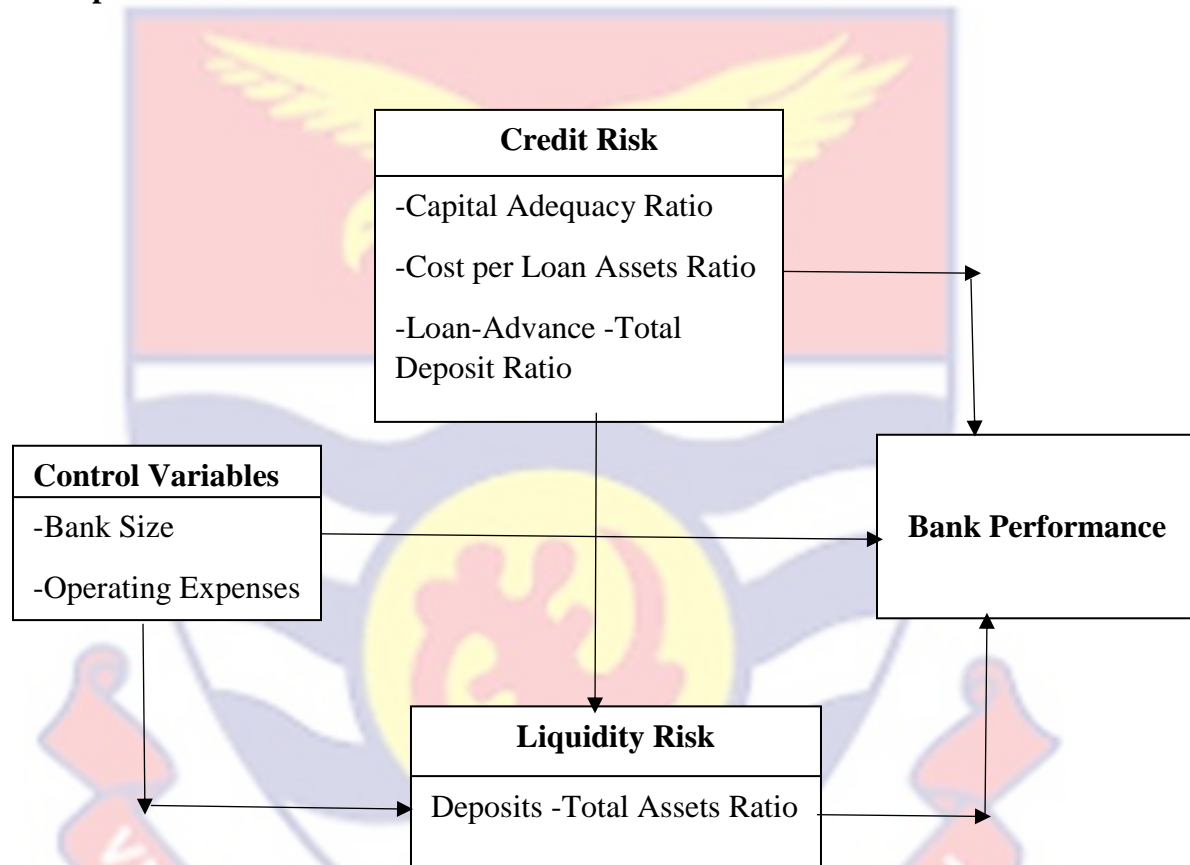 Credit Risk
-Capital Adequacy Ratio
-Cost per Loan Assets Ratio
-Loan-Advance -Total
Deposit Ratio
Control Variables
-Bank Size
-Operating Expenses
Bank Performance
Liquidity Risk
Deposits -Total Assets Ratio